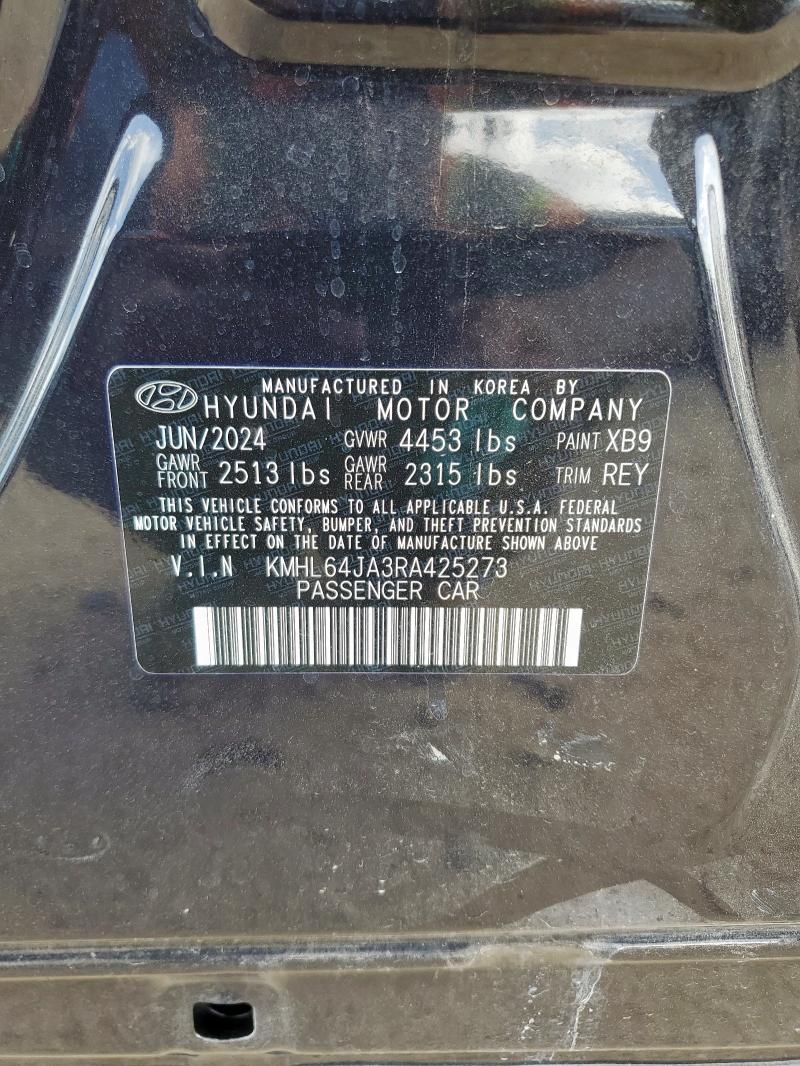 MANUFACTURED IN KOREA BY
HYUNDAI MOTOR COMPANY
JUN/2024 GVWR 4453 lbs PAINT XB9
GAWR FRONT 2513 lbs GAWR REAR 2315 lbs TRIM REY
THIS VEHICLE CONFORMS TO ALL APPLICABLE U.S.A. FEDERAL
MOTOR VEHICLE SAFETY, BUMPER, AND THEFT PREVENTION STANDARDS
IN EFFECT ON THE DATE OF MANUFACTURE SHOWN ABOVE
V.I.N KMHL64JA3RA425273
PASSENGER CAR